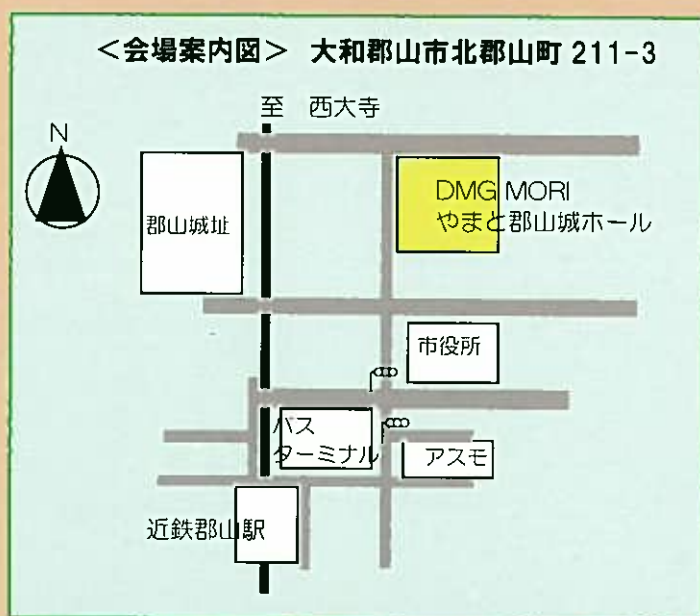 ＜会場案内図＞ 大和郡山市北郡山町 211-3
至 西大寺
N
郡山城址
DMG MORI
やまと郡山城ホール
市役所
バス
ターミナル
アスモ
近鉄郡山駅